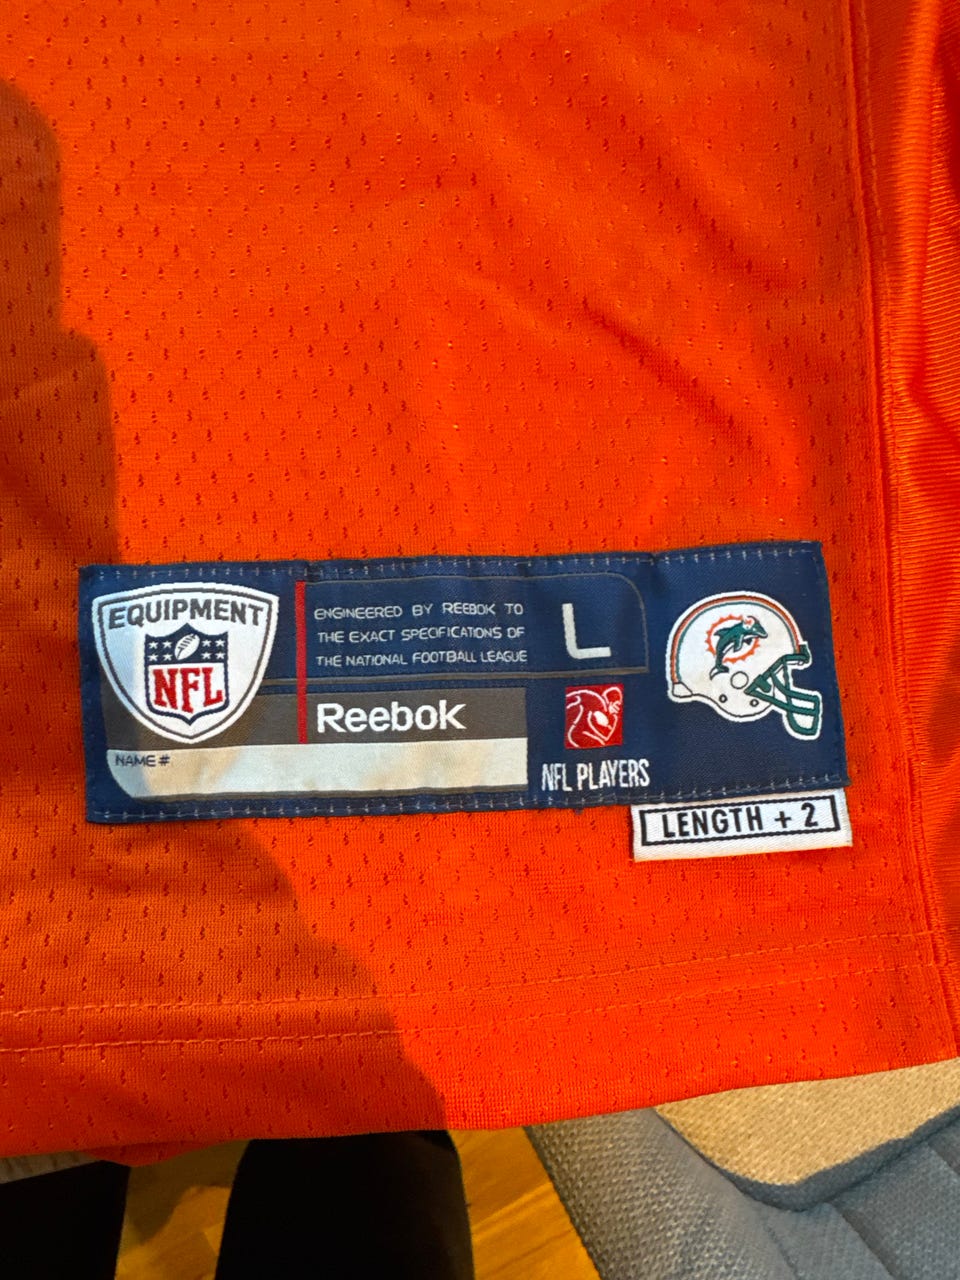 EQUIPMENT
NFL
ENGINEERED BY REEBOK TO
THE EXACT SPECIFICATIONS OF
THE NATIONAL FOOTBALL LEAGUE
L
Reebok
NAME #
NFL PLAYERS
LENGTH + 2